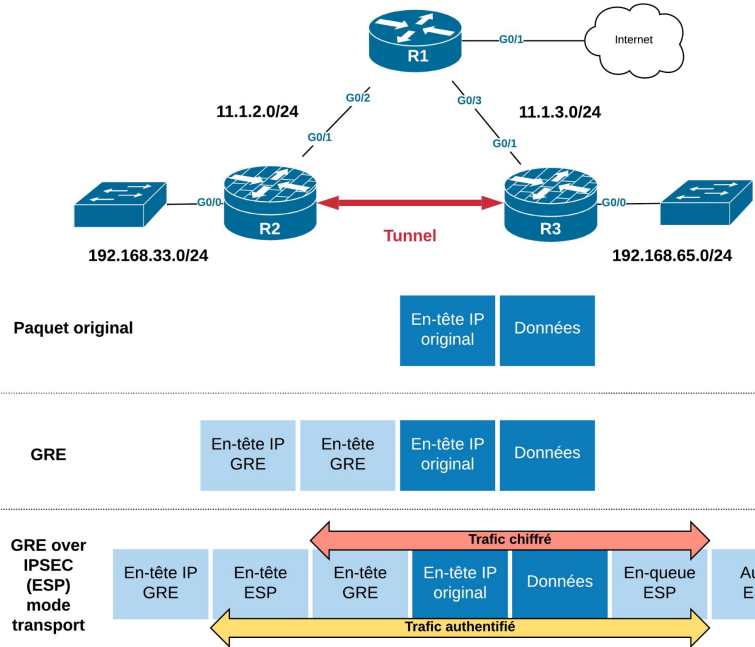 R1
G0/1
Internet
G0/2
G0/3
11.1.2.0/24
11.1.3.0/24
G0/1
G0/1
G0/0
R2
Tunnel
R3
G0/0
192.168.33.0/24
192.168.65.0/24
Paquet original
En-tête IP
original
Données
GRE
En-tête IP
GRE
En-tête
GRE
En-tête IP
original
Données
GRE over
IPSEC
(ESP)
mode
transport
Trafic chiffré
En-tête IP
GRE
En-tête
ESP
En-tête
GRE
En-tête IP
original
Données
En-queue
ESP
Trafic authentifié